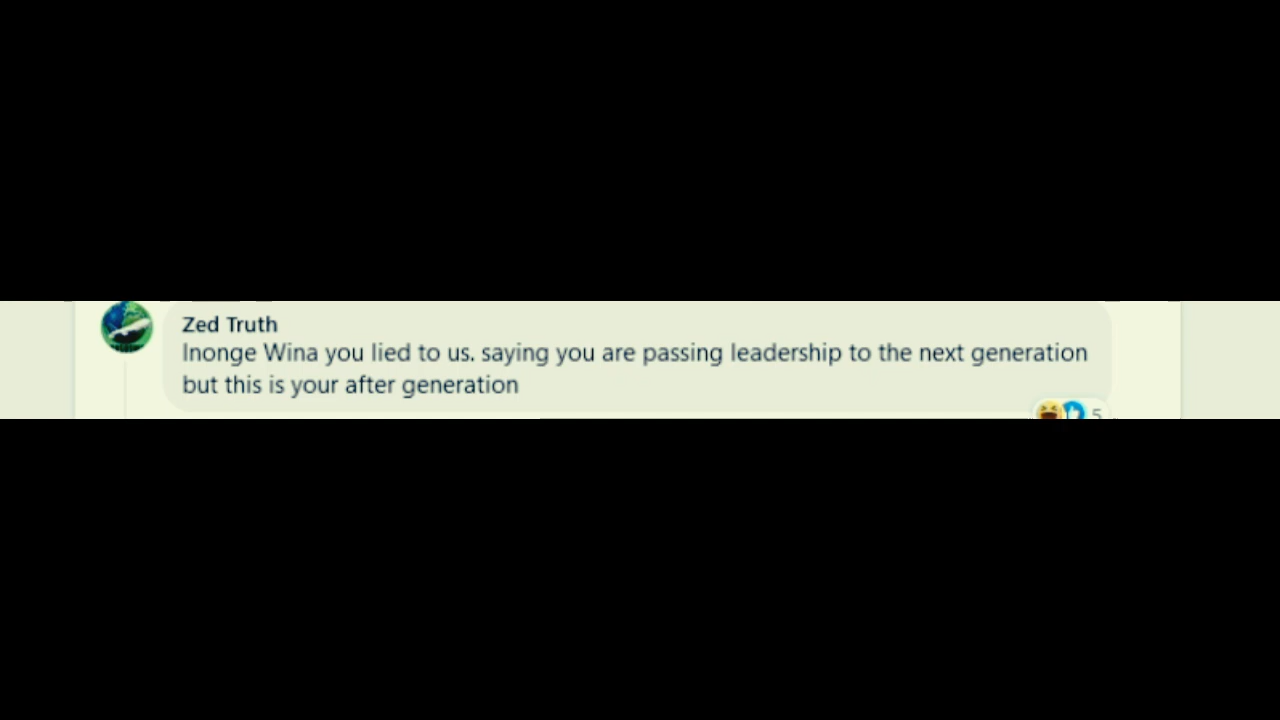 Zed Truth
Inonge Wina you lied to us. saying you are passing leadership to the next generation
but this is your after generation
5